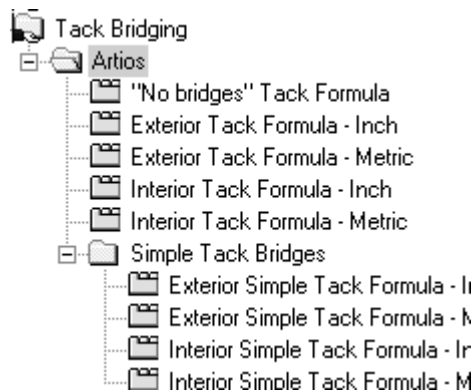 Tack Bridging
Artios
"No bridges" Tack Formula
Exterior Tack Formula - Inch
Exterior Tack Formula - Metric
Interior Tack Formula - Inch
Interior Tack Formula - Metric
Simple Tack Bridges
Exterior Simple Tack Formula - I
Exterior Simple Tack Formula - M
Interior Simple Tack Formula - In
Interior Simple Tack Formula - M